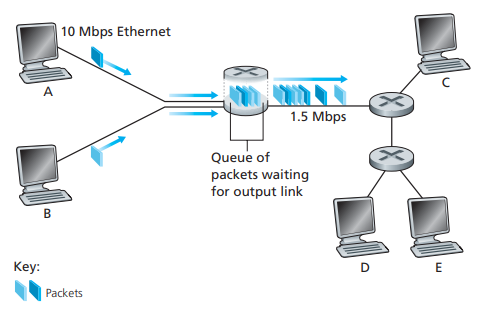 10 Mbps Ethernet
A
C
1.5 Mbps
Queue of
packets waiting
for output link
B
D
E
Key:
Packets